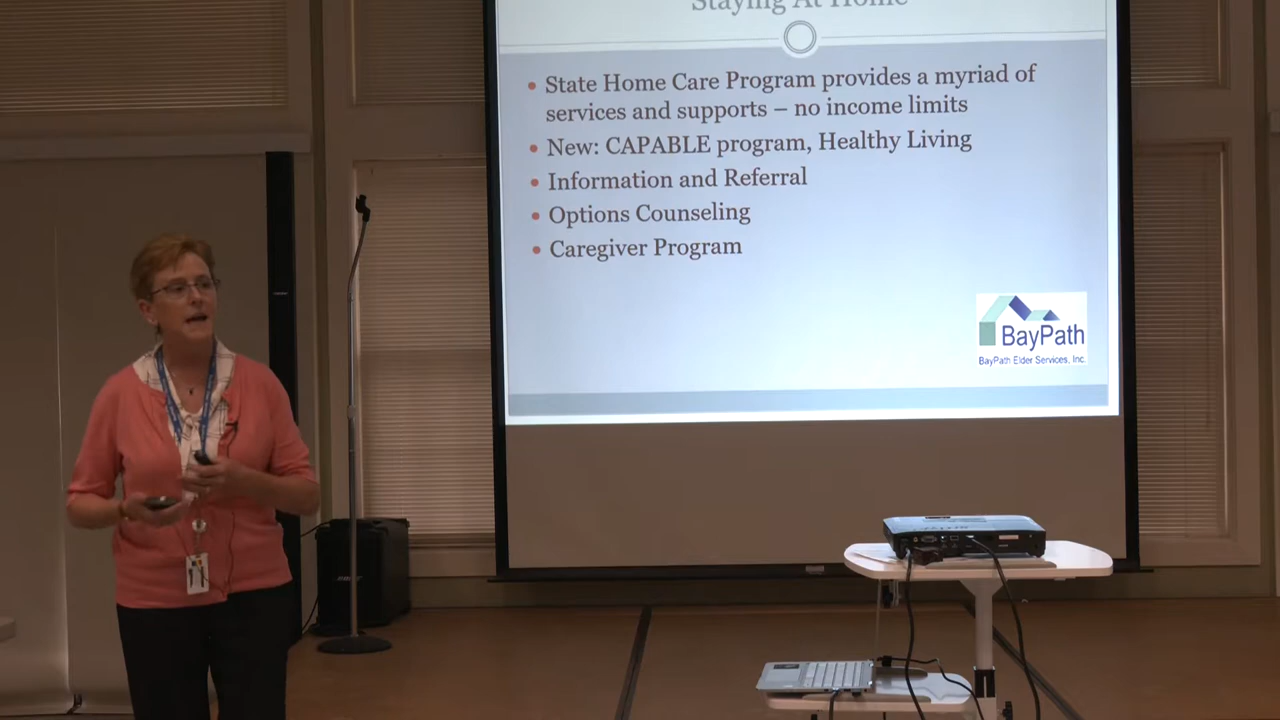 Staying At Home
• State Home Care Program provides a myriad of
services and supports – no income limits
• New: CAPABLE program, Healthy Living
• Information and Referral
• Options Counseling
• Caregiver Program
BayPath
BayPath Elder Services, Inc.